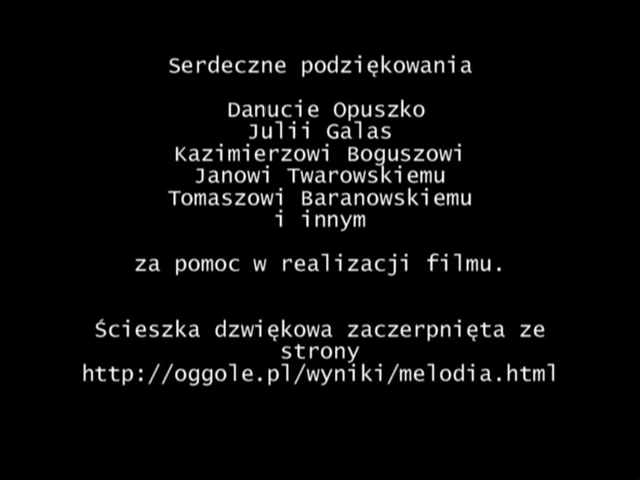 Serdeczne podziękowania
Danucie Opuszko
Julii Galas
Kazimierzowi Boguszowi
Janowi Twarowskiemu
Tomaszowi Baranowskiemu
i innym
za pomoc w realizacji filmu.
Ścieszka dzwiękowa zaczerpnięta ze
strony
http://oggole.pl/wyniki/melodia.html